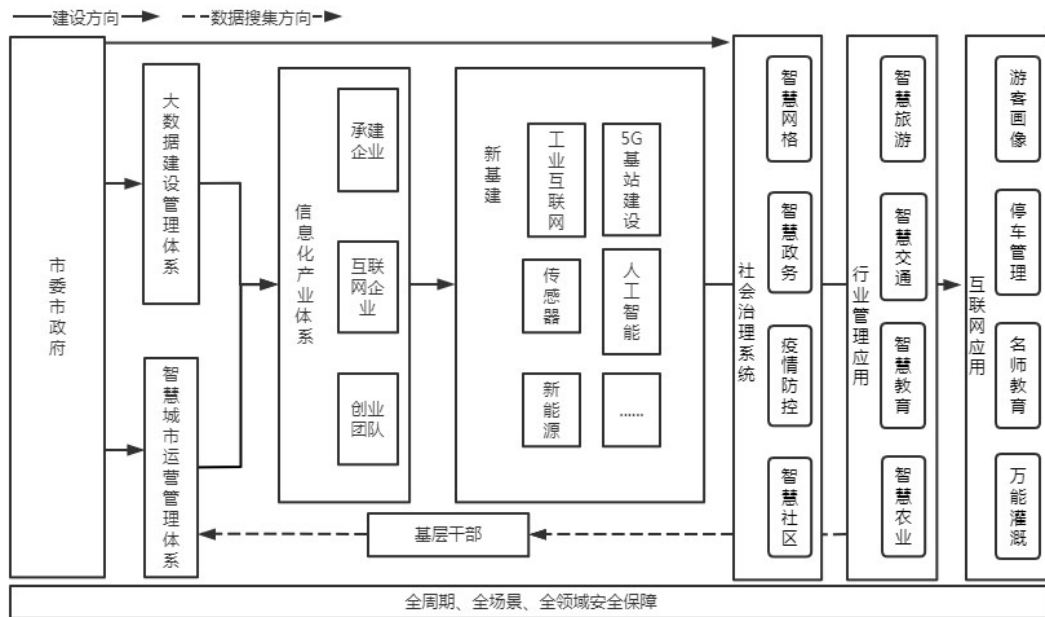 建设方向
数据搜集方向
市委市政府
大数据建设管理体系
智慧城市运营管理体系
信息化产业体系
承建
企业
互联
网企
业
创业
团队
新基建
工业互联网
5G
基站建设
传感器
人工智能
新能源
......
社会治理系统
智慧网格
智慧政务
疫情防控
智慧社区
行业管理应用
智慧旅游
智慧交通
智慧教育
智慧农业
互联网应用
游客画像
停车管理
名师教育
万能灌溉
基层干部
全周期、全场景、全领域安全保障